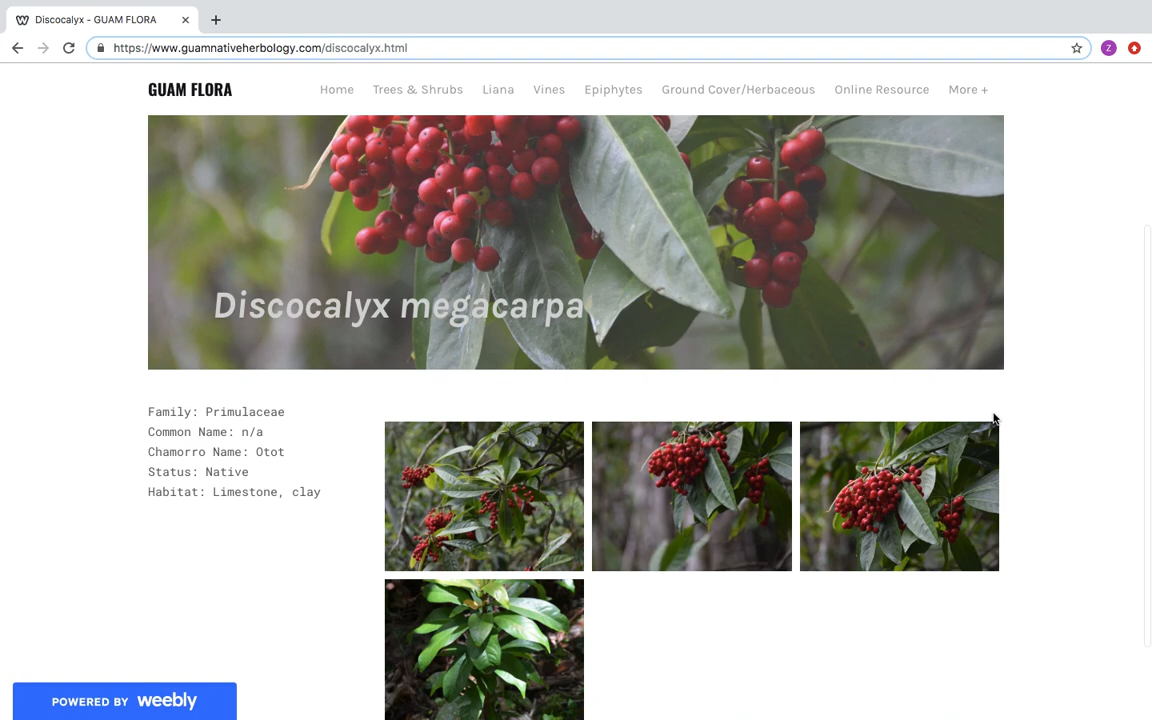 Discocalyx - GUAM FLORA
https://www.guamnativeherbology.com/discocalyx.html
Z
GUAM FLORA
Home Trees & Shrubs Liana Vines Epiphytes Ground Cover/Herbaceous Online Resource More +
Discocalyx megacarpa
Family: Primulaceae
Common Name: n/a
Chamorro Name: Otot
Status: Native
Habitat: Limestone, clay
POWERED BY weebly